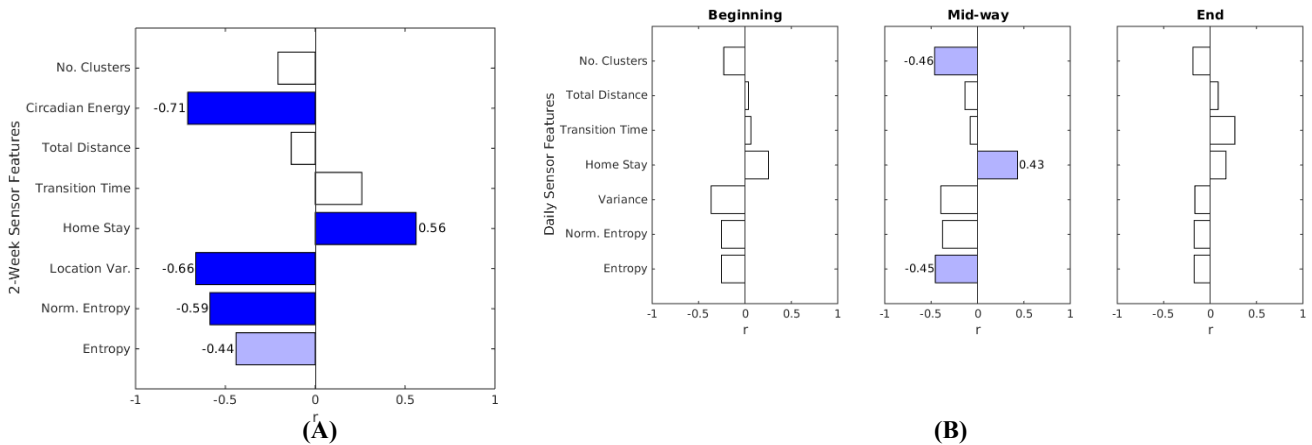 2-Week Sensor Features
No. Clusters
Circadian Energy
-0.71
Total Distance
Transition Time
Home Stay
0.56
Location Var.
-0.66
Norm. Entropy
-0.59
Entropy
-0.44
-1 -0.5 0 0.5 1
r
(A)
Daily Sensor Features
Beginning
No. Clusters
Total Distance
Transition Time
Home Stay
Variance
Norm. Entropy
Entropy
-1 -0.5 0 0.5 1
r
Mid-way
-0.46
0.43
-0.45
-1 -0.5 0 0.5 1
r
End
-1 -0.5 0 0.5 1
r
(B)